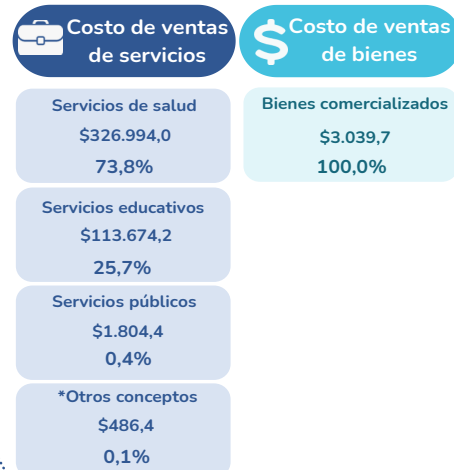 Costo de ventas
de servicios
Servicios de salud
$326.994,0
73,8%
Servicios educativos
$113.674,2
25,7%
Servicios públicos
$1.804,4
0,4%
*Otros conceptos
$486,4
0,1%
$
Costo de ventas
de bienes
Bienes comercializados
$3.039,7
100,0%